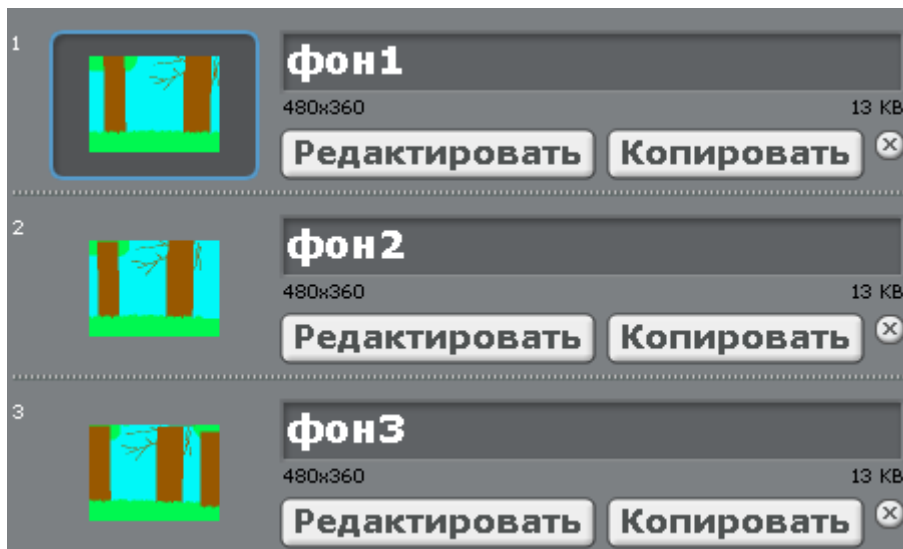 1
фон1
480x360 13 KB
Редактировать Копировать
2
фон2
480x360 13 KB
Редактировать Копировать
3
фон3
480x360 13 KB
Редактировать Копировать